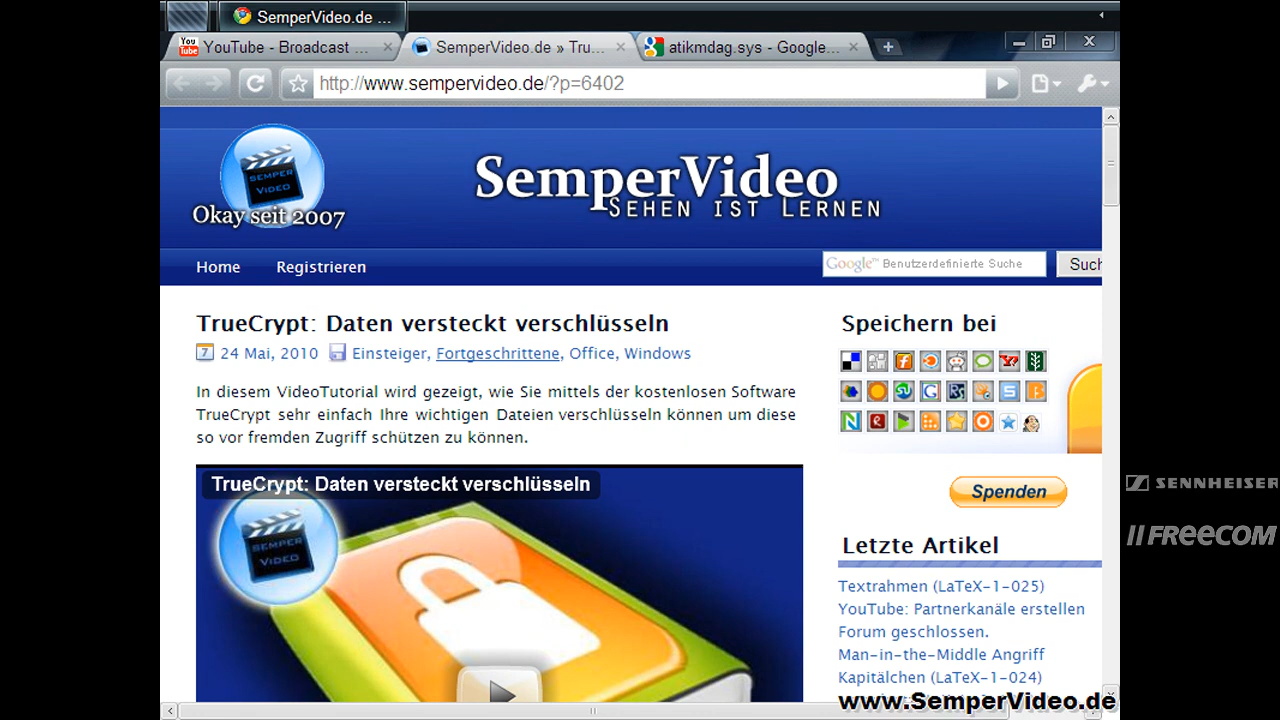 SemperVideo.de ...
YouTube - Broadcast ...
SemperVideo.de » Tru...
atikmdag.sys - Google...
http://www.sempervideo.de/?p=6402
SEMPER
VIDEO
Okay seit 2007
SemperVideo
SEHEN IST LERNEN
Home Registrieren
Google™ Benutzerdefinierte Suche
Such
TrueCrypt: Daten versteckt verschlüsseln
7 24 Mai, 2010 Einsteiger, Fortgeschrittene, Office, Windows
In diesem VideoTutorial wird gezeigt, wie Sie mittels der kostenlosen Software
TrueCrypt sehr einfach Ihre wichtigen Dateien verschlüsseln können um diese
so vor fremden Zugriff schützen zu können.
TrueCrypt: Daten versteckt verschlüsseln
SEMPER
VIDEO
Speichern bei
Spenden
Letzte Artikel
Textrahmen (LaTeX-1-025)
YouTube: Partnerkanäle erstellen
Forum geschlossen.
Man-in-the-Middle Angriff
Kapitälchen (LaTeX-1-024)
www.SemperVideo.de
SENNHEISER
FREECOM